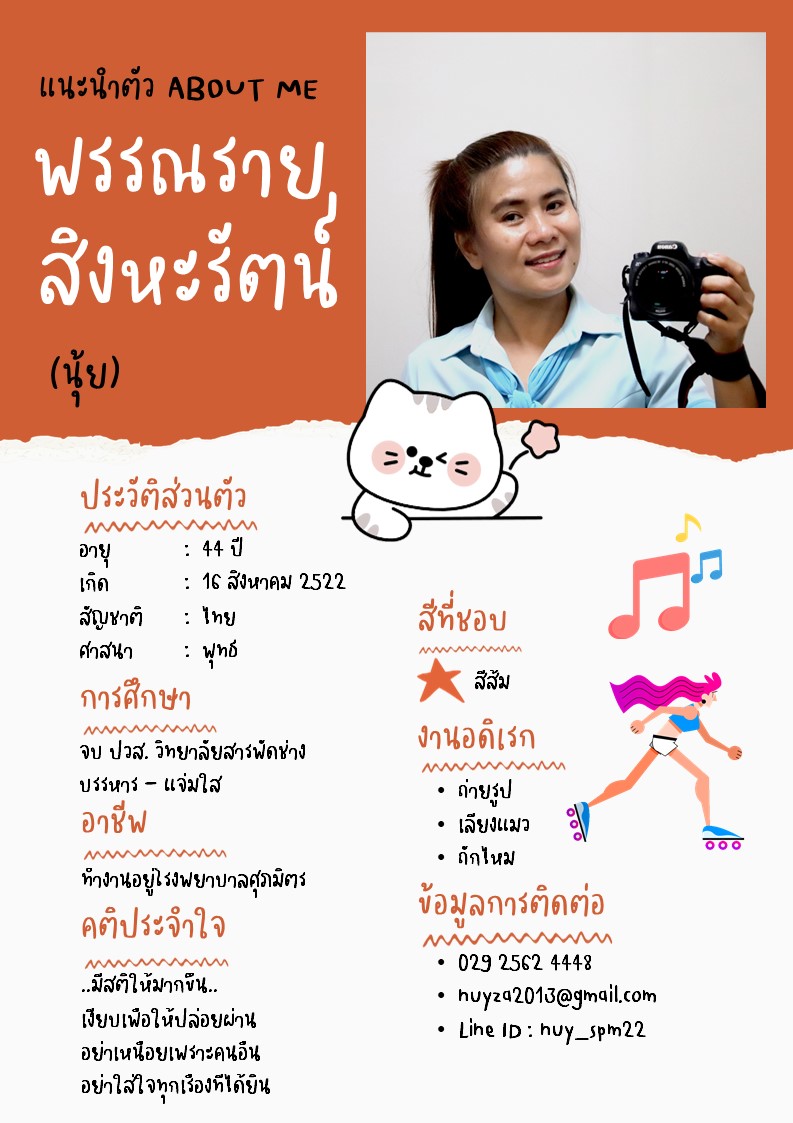 แนะนำตัว ABOUT ME
พรรณราย
สิงหะรัตน์
(นุ้ย)
Canon
ประวัติส่วนตัว
อายุ : 44 ปี
เกิด : 16 สิงหาคม 2522
สัญชาติ : ไทย
ศาสนา : พุทธ
การศึกษา
จบ ปวส. วิทยาลัยสารพัดช่าง
บรรหาร - แจ่มใส
อาชีพ
ทำงานอยู่โรงพยาบาลศุภมิตร
คติประจำใจ
..มีสติให้มากขึ้น..
เงียบเพื่อให้ปล่อยผ่าน
อย่าเหนื่อยเพราะคนอื่น
อย่าใส่ใจทุกเรื่องที่ได้ยิน
สีที่ชอบ
สีส้ม
งานอดิเรก
• ถ่ายรูป
• เลี้ยงแมว
• ถักไหม
ข้อมูลการติดต่อ
• 029 2562 4448
• nuyza2013@gmail.com
• Line ID : nuy_spm22